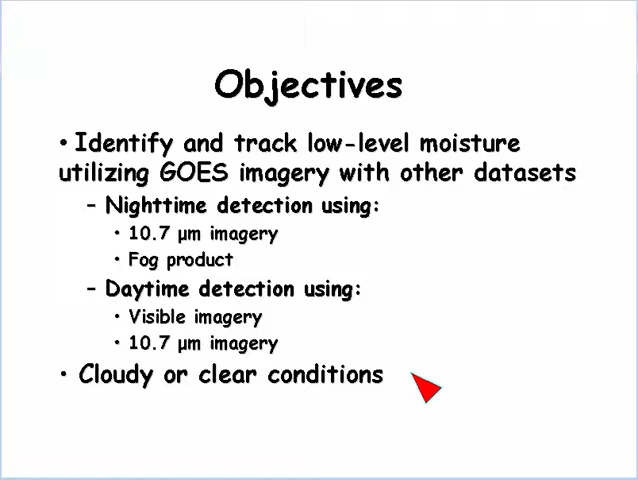 Objectives
• Identify and track low-level moisture
utilizing GOES imagery with other datasets
– Nighttime detection using:
• 10.7 µm imagery
• Fog product
– Daytime detection using:
• Visible imagery
• 10.7 µm imagery
• Cloudy or clear conditions